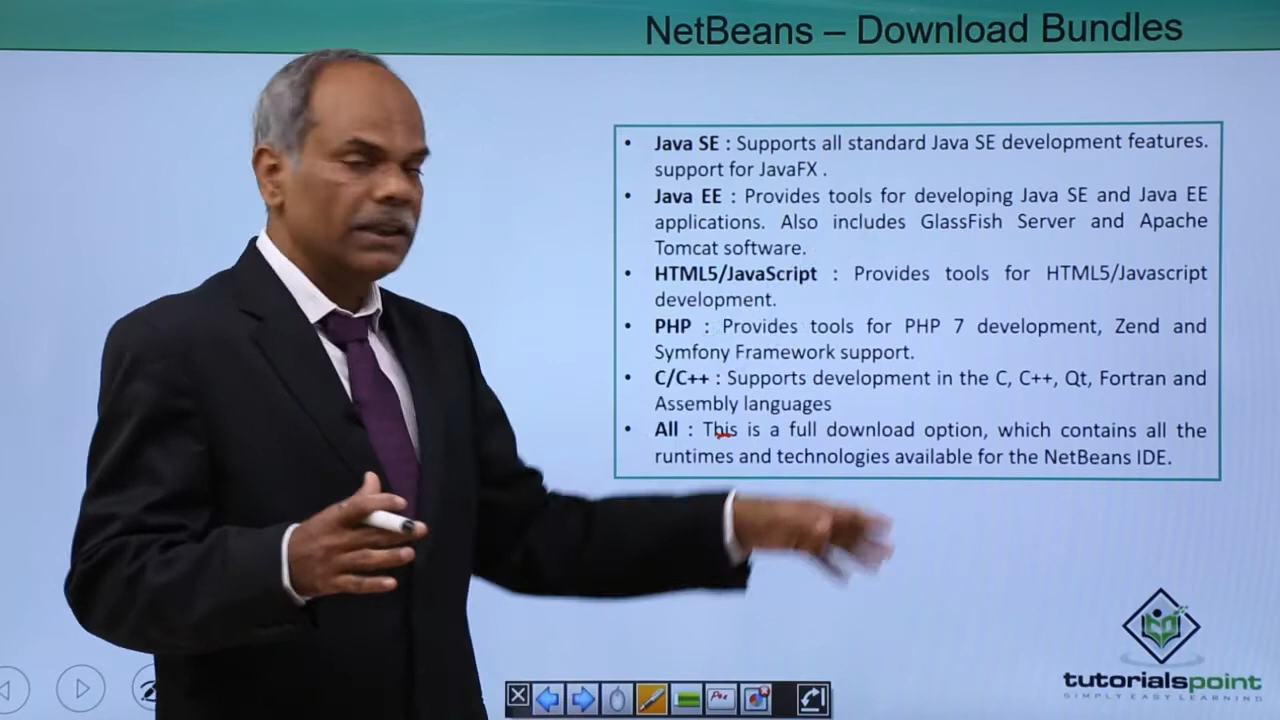 NetBeans – Download Bundles
• Java SE : Supports all standard Java SE development features.
support for JavaFX .
• Java EE : Provides tools for developing Java SE and Java EE
applications. Also includes GlassFish Server and Apache
Tomcat software.
• HTML5/JavaScript : Provides tools for HTML5/Javascript
development.
• PHP : Provides tools for PHP 7 development, Zend and
Symfony Framework support.
• C/C++ : Supports development in the C, C++, Qt, Fortran and
Assembly languages
• All : This is a full download option, which contains all the
runtimes and technologies available for the NetBeans IDE.
tutorialspoint
SIMPLY EASY LEARNING